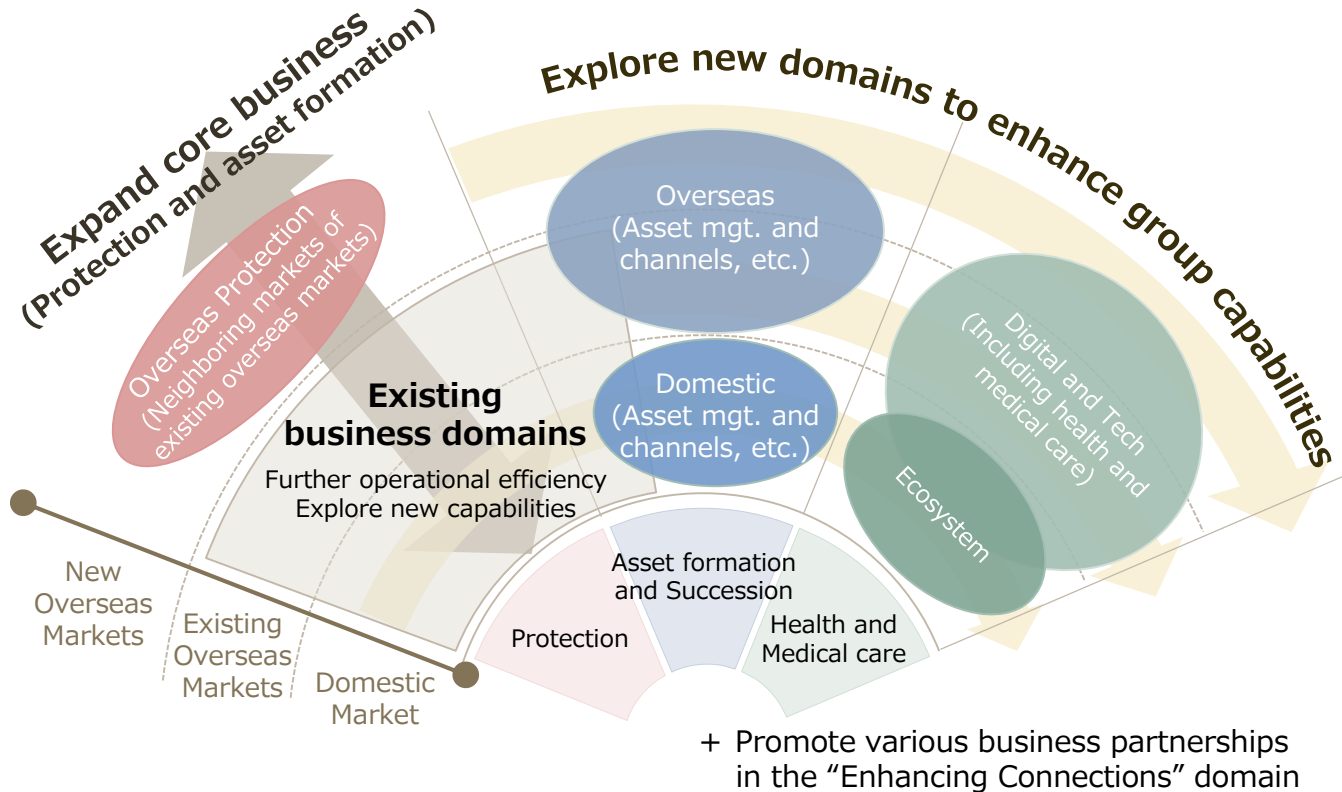 Expand core business
(Protection and asset formation)
Explore new domains to enhance group capabilities
Overseas Protection
(Neighboring markets of
existing overseas markets)
Overseas
(Asset mgt. and
channels, etc.)
Domestic
(Asset mgt. and
channels, etc.)
Digital and Tech
(Including health and
medical care)
Ecosystem
Existing
business domains
Further operational efficiency
Explore new capabilities
New
Overseas
Markets
Existing
Overseas
Markets
Domestic
Market
Protection
Asset formation
and Succession
Health and
Medical care
+ Promote various business partnerships
in the “Enhancing Connections” domain